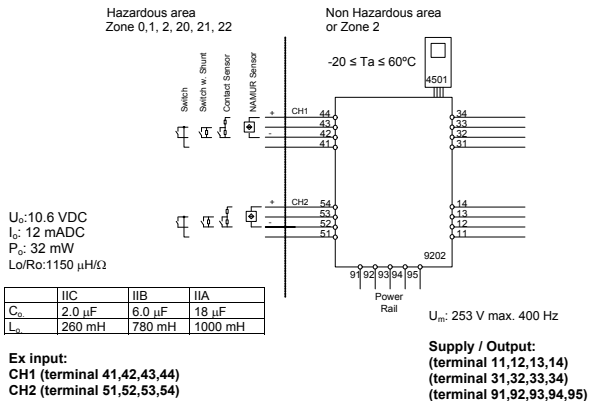 Hazardous area
Zone 0,1, 2, 20, 21, 22
Non Hazardous area
or Zone 2
-20 ≤ Ta ≤ 60ºC
4501
Switch
Switch w. Shunt
Contact Sensor
NAMUR Sensor
+ CH1 44
43
- 42
41
34
33
32
31
+ CH2 54
53
- 52
51
14
13
12
11
9202
91 92 93 94 95
Power
Rail
Uo:10.6 VDC
Io: 12 mADC
Po: 32 mW
Lo/Ro:1150 µH/Ω
IIC IIB IIA
Co. 2.0 µF 6.0 µF 18 µF
Lo. 260 mH 780 mH 1000 mH
Um: 253 V max. 400 Hz
Ex input:
CH1 (terminal 41,42,43,44)
CH2 (terminal 51,52,53,54)
Supply / Output:
(terminal 11,12,13,14)
(terminal 31,32,33,34)
(terminal 91,92,93,94,95)